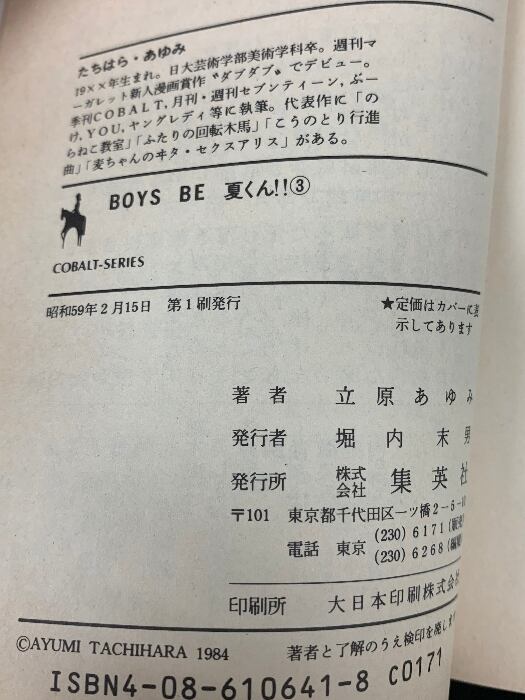 たちはら・あゆみ
19××年生まれ。日大芸術学部美術学科卒。週刊マ
ーガレット新人漫画賞作〝ダブダブ〟でデビュー。
季刊COBALT，月刊・週刊セブンティーン，ぶー
け，YOU，ヤングレディ等に執筆。代表作に「の
らねこ教室」「ふたりの回転木馬」「こうのとり行進
曲」「麦ちゃんのヰタ・セクスアリス」がある。
BOYS BE 夏くん!!③
COBALT-SERIES
昭和59年2月15日 第1刷発行
★定価はカバーに表
示してあります
著者 立原あゆみ
発行者 堀内末男
発行所 株式会社 集英社
〒101 東京都千代田区一ツ橋2-5-10
電話 東京 (230) 6171 (販売)
(230) 6268 (編集)
印刷所 大日本印刷株式会社
©AYUMI TACHIHARA 1984 著者と了解のうえ検印を廃します
ISBN4-08-610641-8 C0171